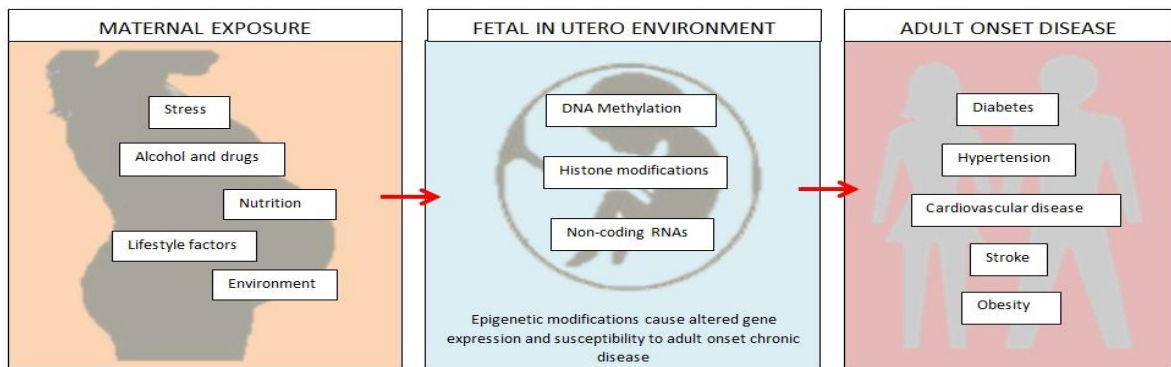 MATERNAL EXPOSURE
Stress
Alcohol and drugs
Nutrition
Lifestyle factors
Environment
FETAL IN UTERO ENVIRONMENT
DNA Methylation
Histone modifications
Non-coding RNAs
Epigenetic modifications cause altered gene
expression and susceptibility to adult onset chronic
disease
ADULT ONSET DISEASE
Diabetes
Hypertension
Cardiovascular disease
Stroke
Obesity